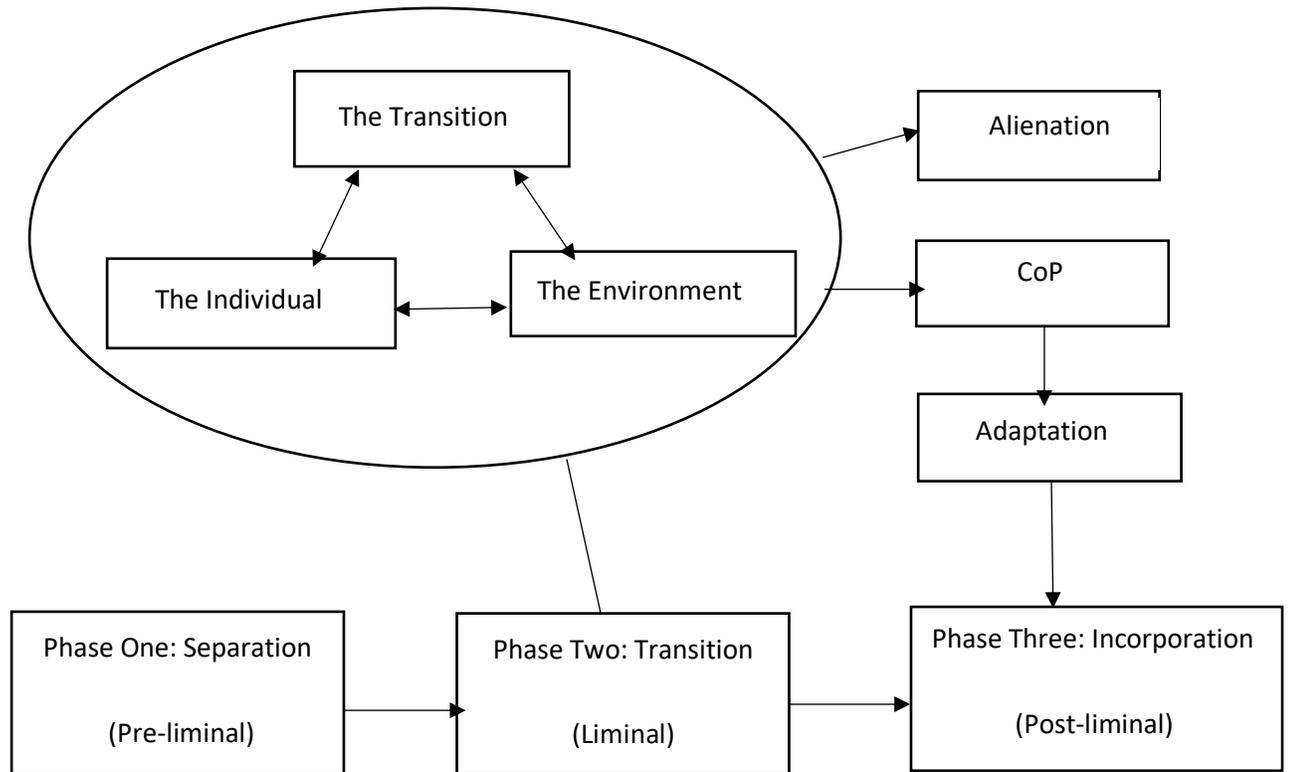 The Transition
Alienation
The Individual
The Environment
CoP
Adaptation
Phase One: Separation
(Pre-liminal)
Phase Two: Transition
(Liminal)
Phase Three: Incorporation
(Post-liminal)